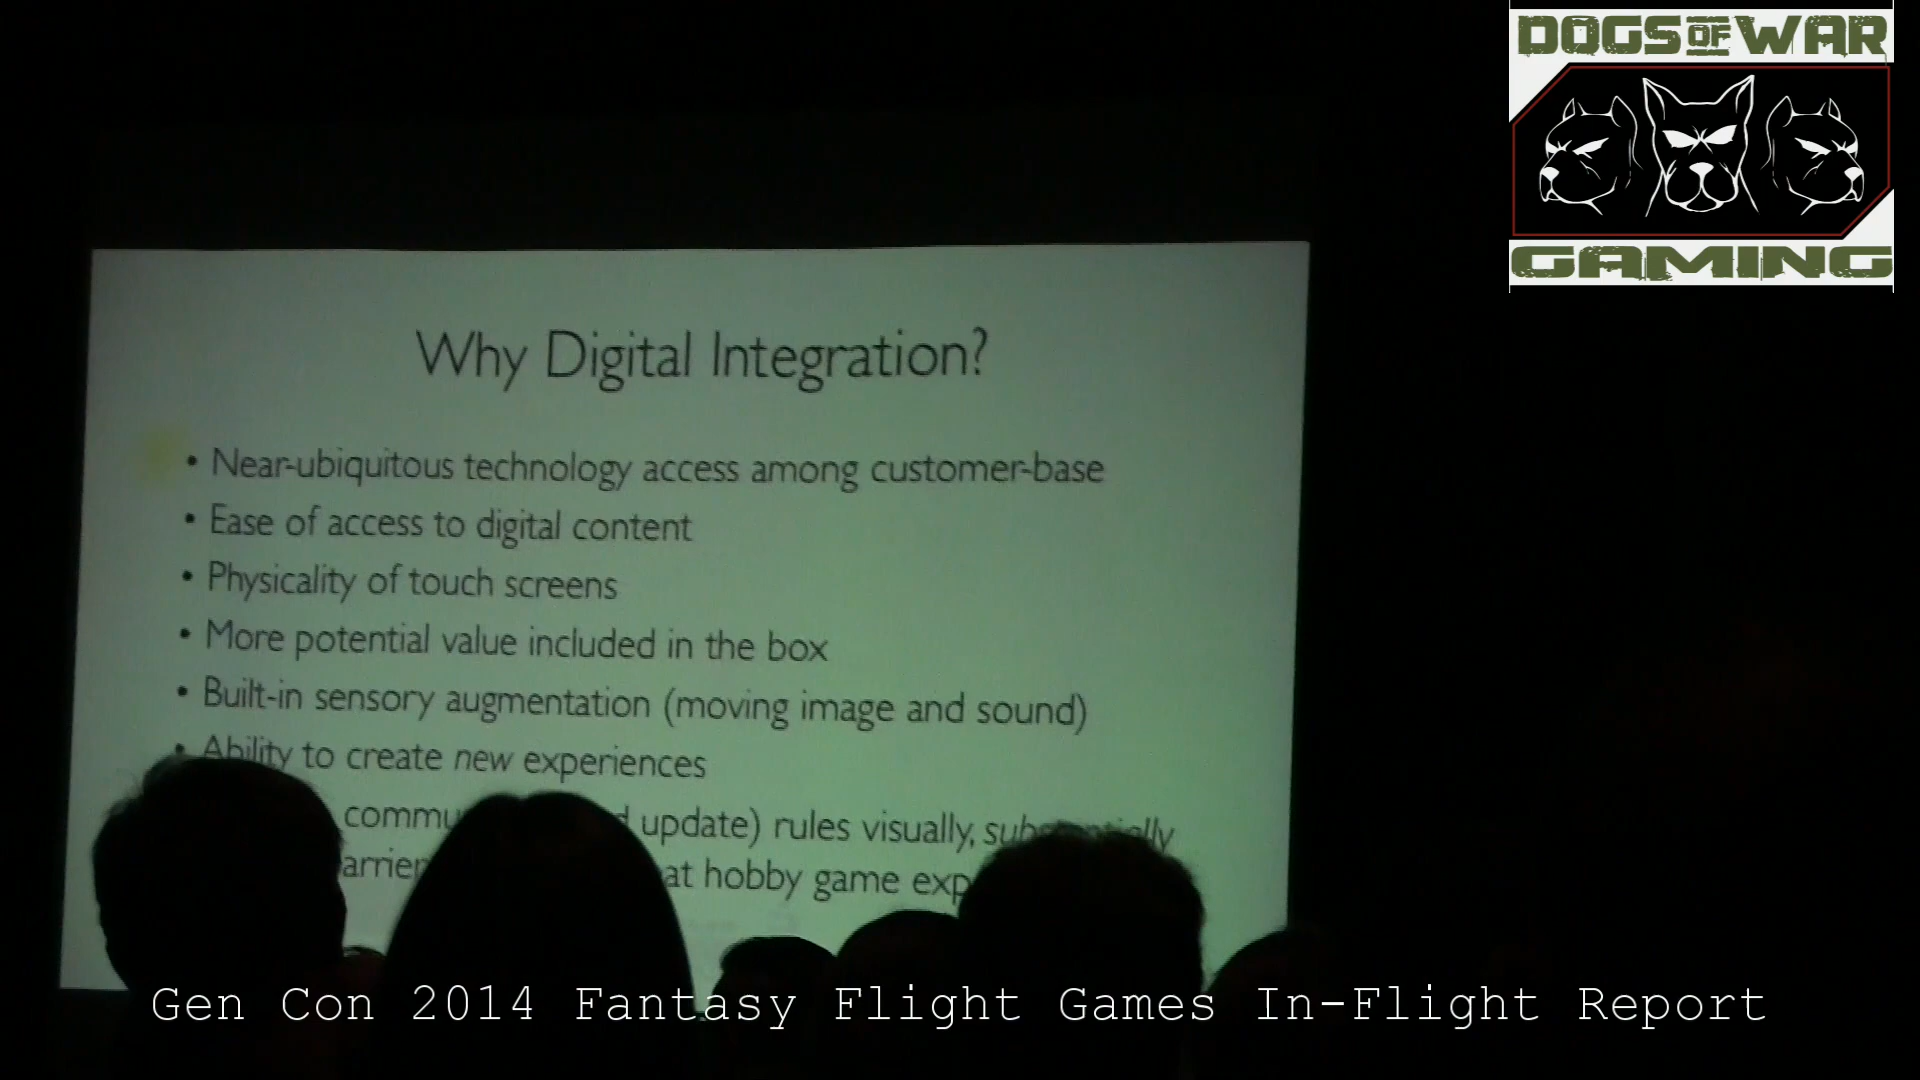 DOGS OF WAR
GAMING
Why Digital Integration?
• Near-ubiquitous technology access among customer-base
• Ease of access to digital content
• Physicality of touch screens
• More potential value included in the box
• Built-in sensory augmentation (moving image and sound)
• Ability to create new experiences
update) rules visually, substantially
hobby game
Gen Con 2014 Fantasy Flight Games In-Flight Report